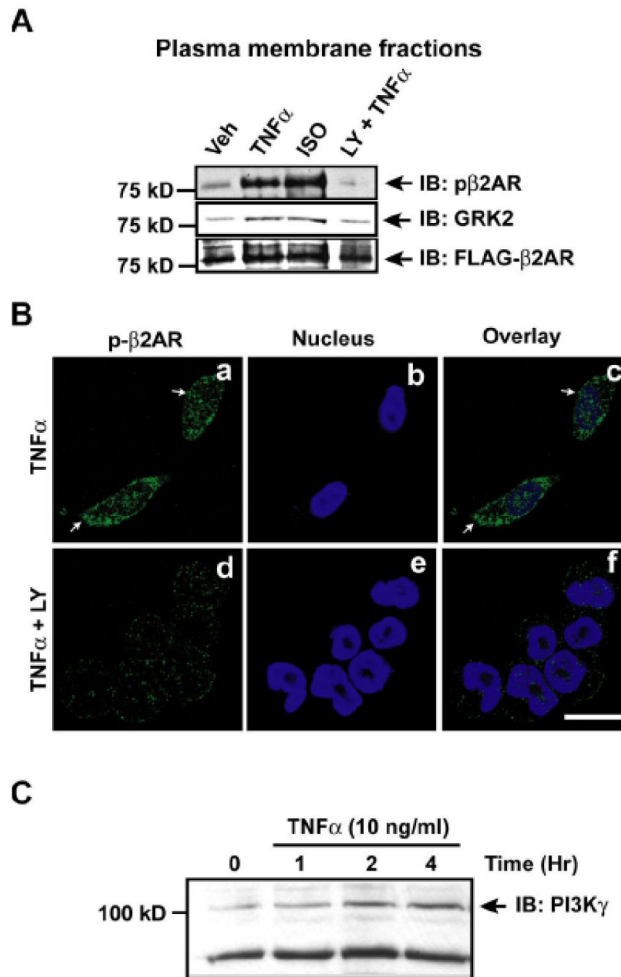 A
Plasma membrane fractions
Veh TNFα ISO LY + TNFα
75 kD IB: pβ2AR
75 kD IB: GRK2
75 kD IB: FLAG-β2AR
B
p-β2AR Nucleus Overlay
TNFα a b c
TNFα + LY d e f
C
TNFα (10 ng/ml)
0 1 2 4 Time (Hr)
100 kD IB: PI3Kγ